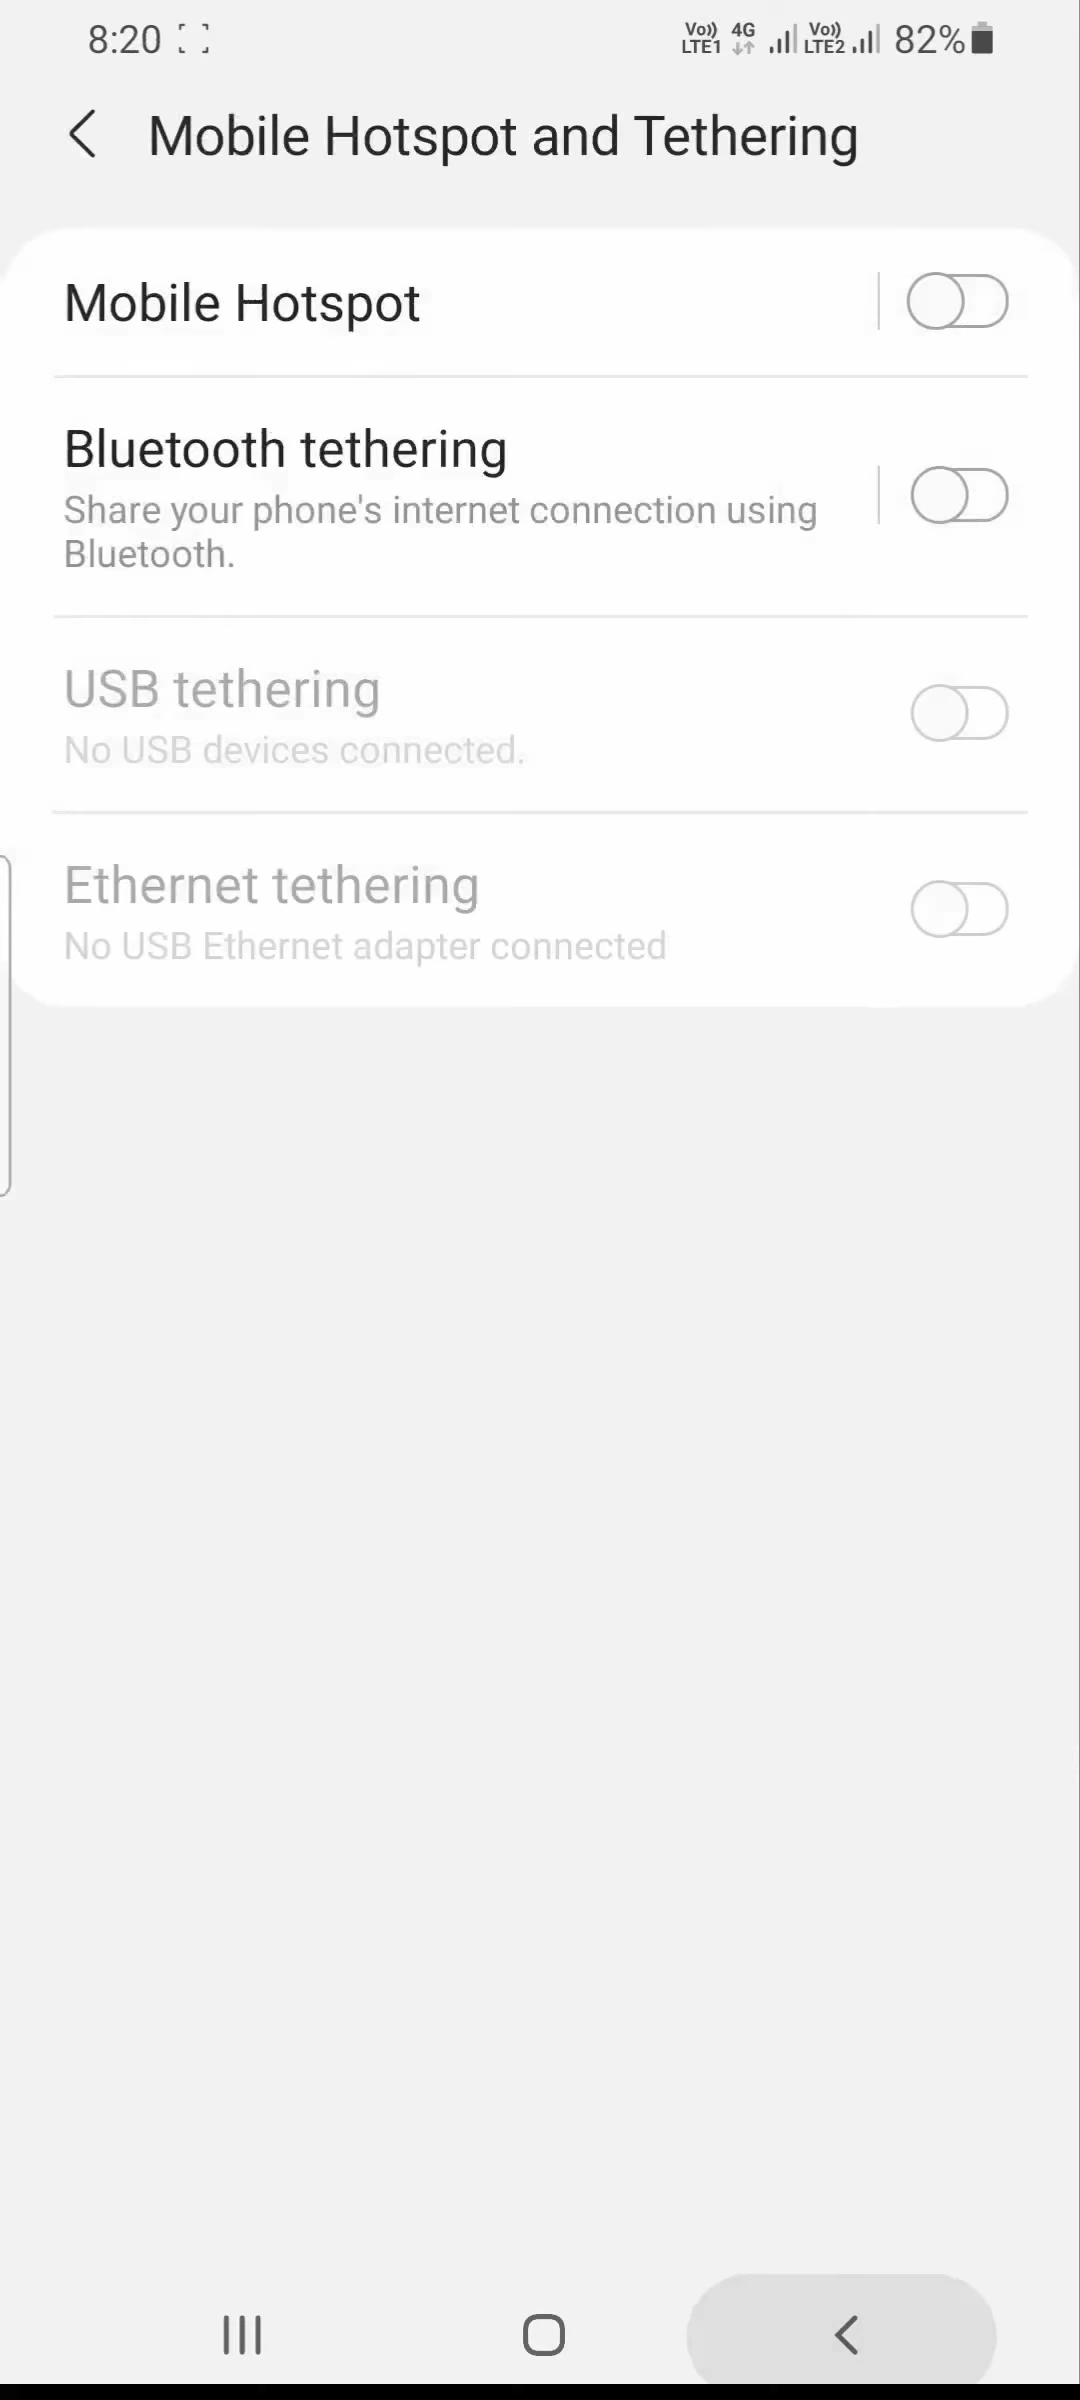 8:20 Vo)) LTE1 4G Vo)) LTE2 82%
Mobile Hotspot and Tethering
Mobile Hotspot
Bluetooth tethering
Share your phone's internet connection using
Bluetooth.
USB tethering
No USB devices connected.
Ethernet tethering
No USB Ethernet adapter connected